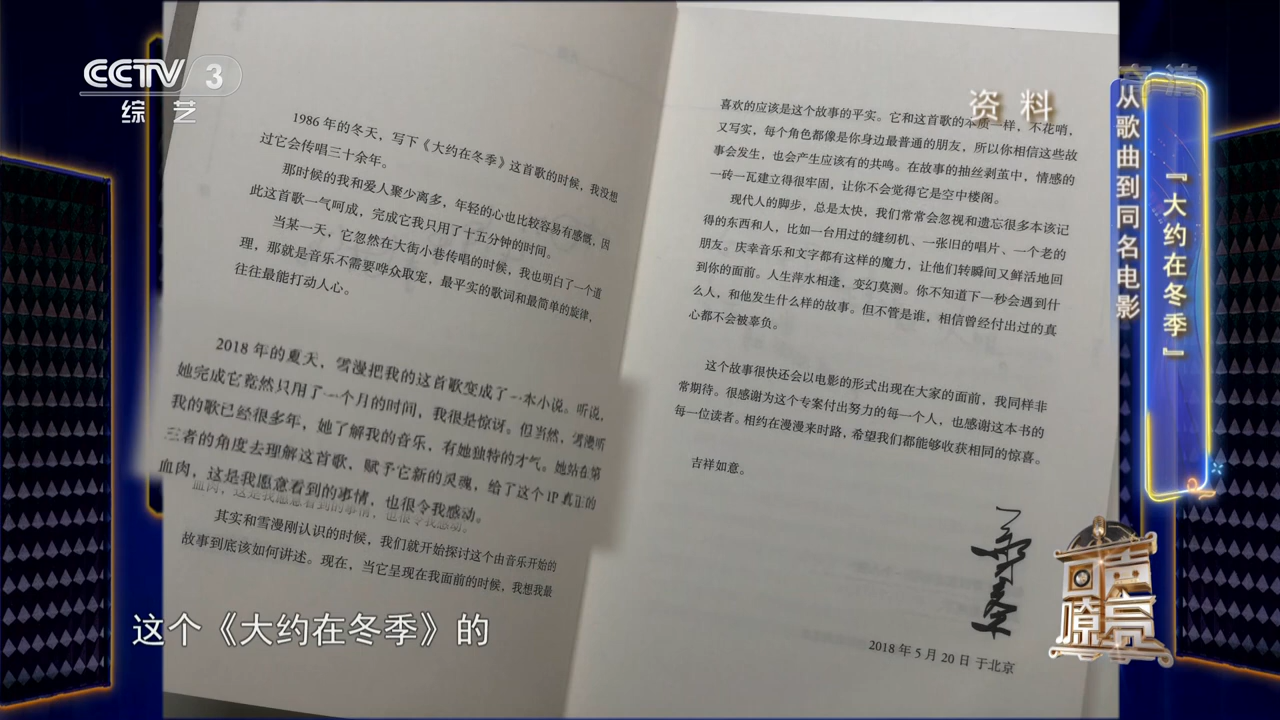 CCTV 3
综艺
资料
高清
从歌曲到同名电影
『大约在冬季』
1986 年的冬天，写下《大约在冬季》这首歌的时候，我没想
过它会传唱三十余年。
那时候的我和爱人聚少离多，年轻的心也比较容易有感慨，因
此这首歌一气呵成，完成它我只用了十五分钟的时间。
当某一天，它忽然在大街小巷传唱的时候，我也明白了一个道
理，那就是音乐不需要哗众取宠，最平实的歌词和最简单的旋律，
往往最能打动人心。
2018 年的夏天，雪漫把我的这首歌变成了一本小说。听说，
她完成它竟然只用了一个月的时间，我很是惊讶。但当然，雪漫听
我的歌已经很多年，她了解我的音乐，有她独特的才气。她站在第
三者的角度去理解这首歌，赋予它新的灵魂，给了这个 IP 真正的
血肉，这是我愿意看到的事情，也很令我感动。
血肉，这是我愿意看到的事情，也很令我感动。
其实和雪漫刚认识的时候，我们就开始探讨这个由音乐开始的
故事到底该如何讲述。现在，当它呈现在我面前的时候，我想我最
喜欢的应该是这个故事的平实。它和这首歌的本质一样，不花哨，
又写实，每个角色都像是你身边最普通的朋友，所以你相信这些故
事会发生，也会产生应该有的共鸣。在故事的抽丝剥茧中，情感的
一砖一瓦建立得很牢固，让你不会觉得它是空中楼阁。
现代人的脚步，总是太快，我们常常会忽视和遗忘很多本该记
得的东西和人，比如一台用过的缝纫机、一张旧的唱片、一个老的
朋友。庆幸音乐和文字都有这样的魔力，让他们转瞬间又鲜活地回
到你的面前。人生萍水相逢，变幻莫测。你不知道下一秒会遇到什
么人，和他发生什么样的故事。但不管是谁，相信曾经付出过的真
心都不会被辜负。
这个故事很快还会以电影的形式出现在大家的面前，我同样非
常期待。很感谢为这个专案付出努力的每一个人，也感谢这本书的
每一位读者。相约在漫漫来时路，希望我们都能够收获相同的惊喜。
吉祥如意。
齐秦
2018 年 5 月 20 日 于北京
回声嘹亮
这个《大约在冬季》的